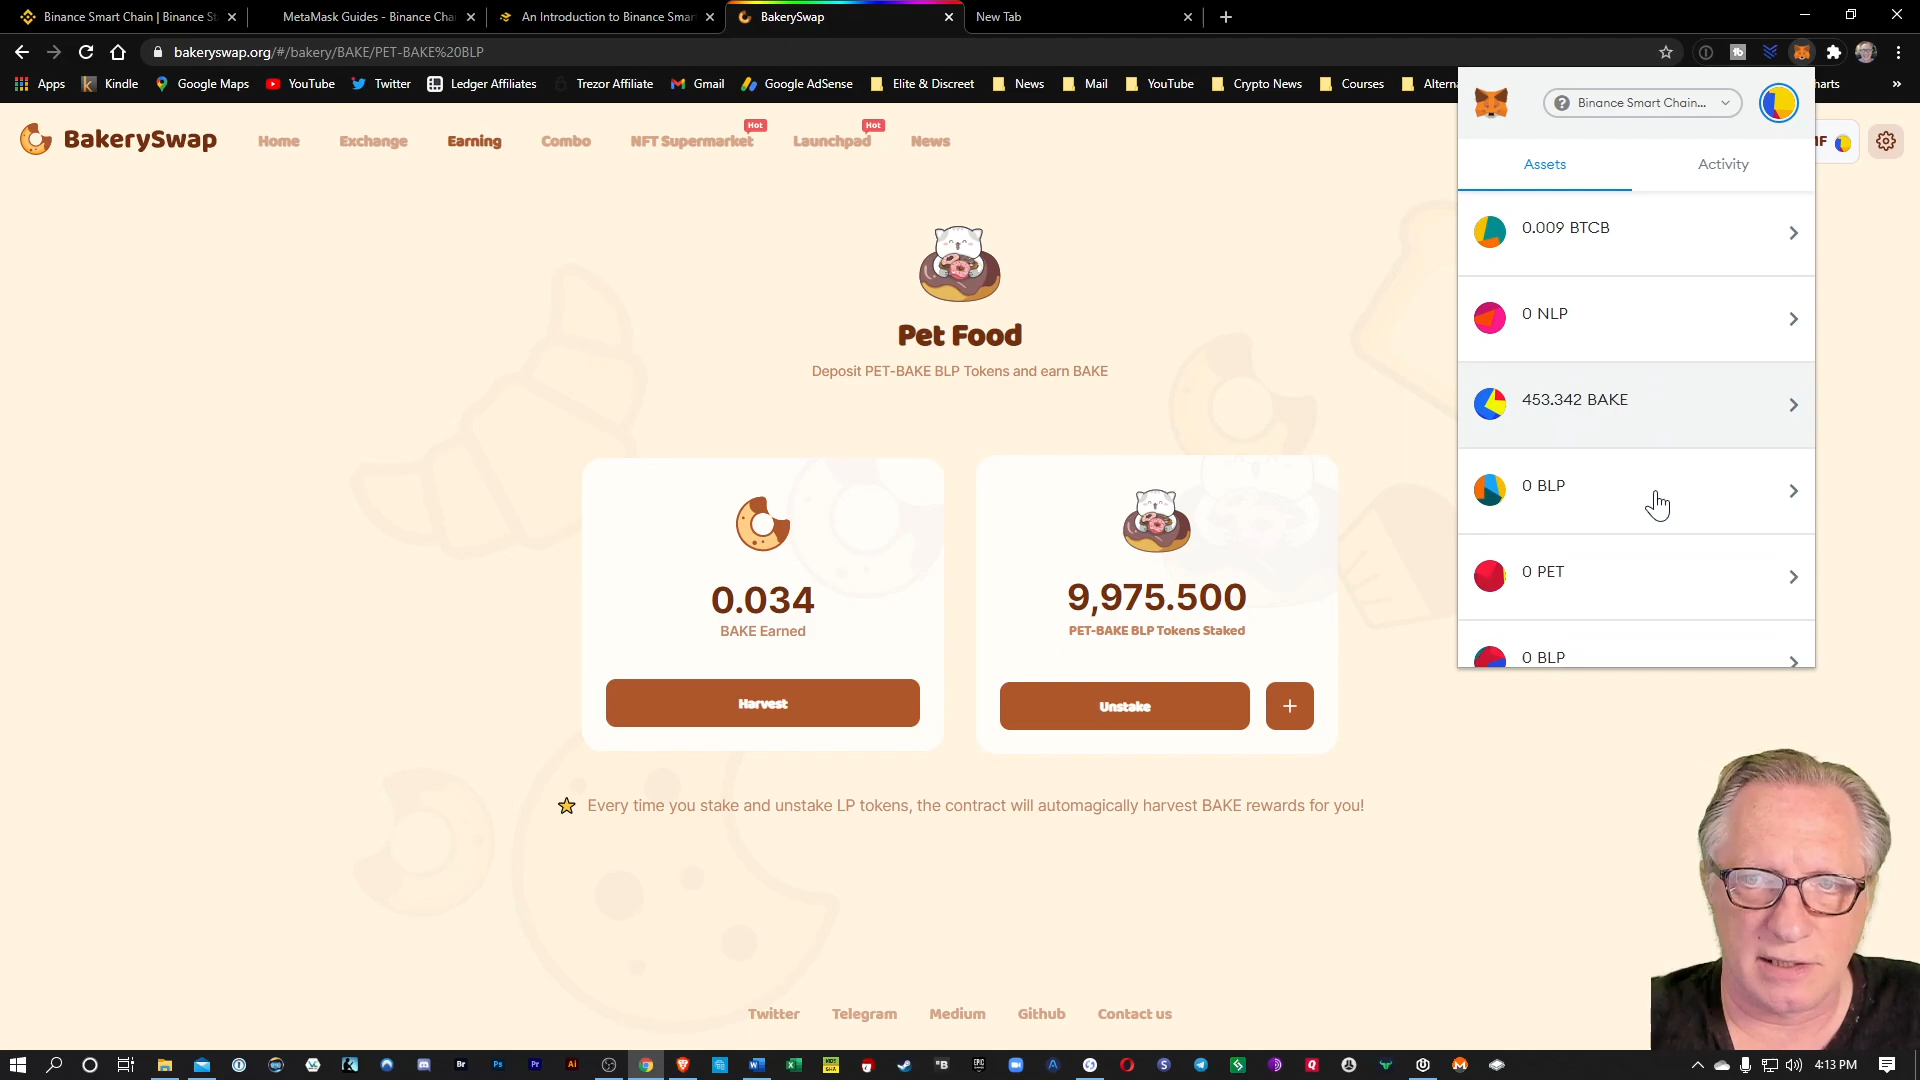 Binance Smart Chain | Binance St
MetaMask Guides - Binance Chai
An Introduction to Binance Smar
BakerySwap
New Tab
bakeryswap.org/#/bakery/BAKE/PET-BAKE%20BLP
Apps
Kindle
Google Maps
YouTube
Twitter
Ledger Affiliates
Trezor Affiliate
Gmail
Google AdSense
Elite & Discreet
News
Mail
YouTube
Crypto News
Courses
Altern
harts
BakerySwap
Home
Exchange
Earning
Combo
NFT Supermarket
Hot
Launchpad
Hot
News
Binance Smart Chain...
Assets
Activity
0.009 BTCB
0 NLP
453.342 BAKE
0 BLP
0 PET
0 BLP
Pet Food
Deposit PET-BAKE BLP Tokens and earn BAKE
0.034
BAKE Earned
Harvest
9,975.500
PET-BAKE BLP Tokens Staked
Unstake
+
Every time you stake and unstake LP tokens, the contract will automagically harvest BAKE rewards for you!
Twitter
Telegram
Medium
Github
Contact us
4:13 PM